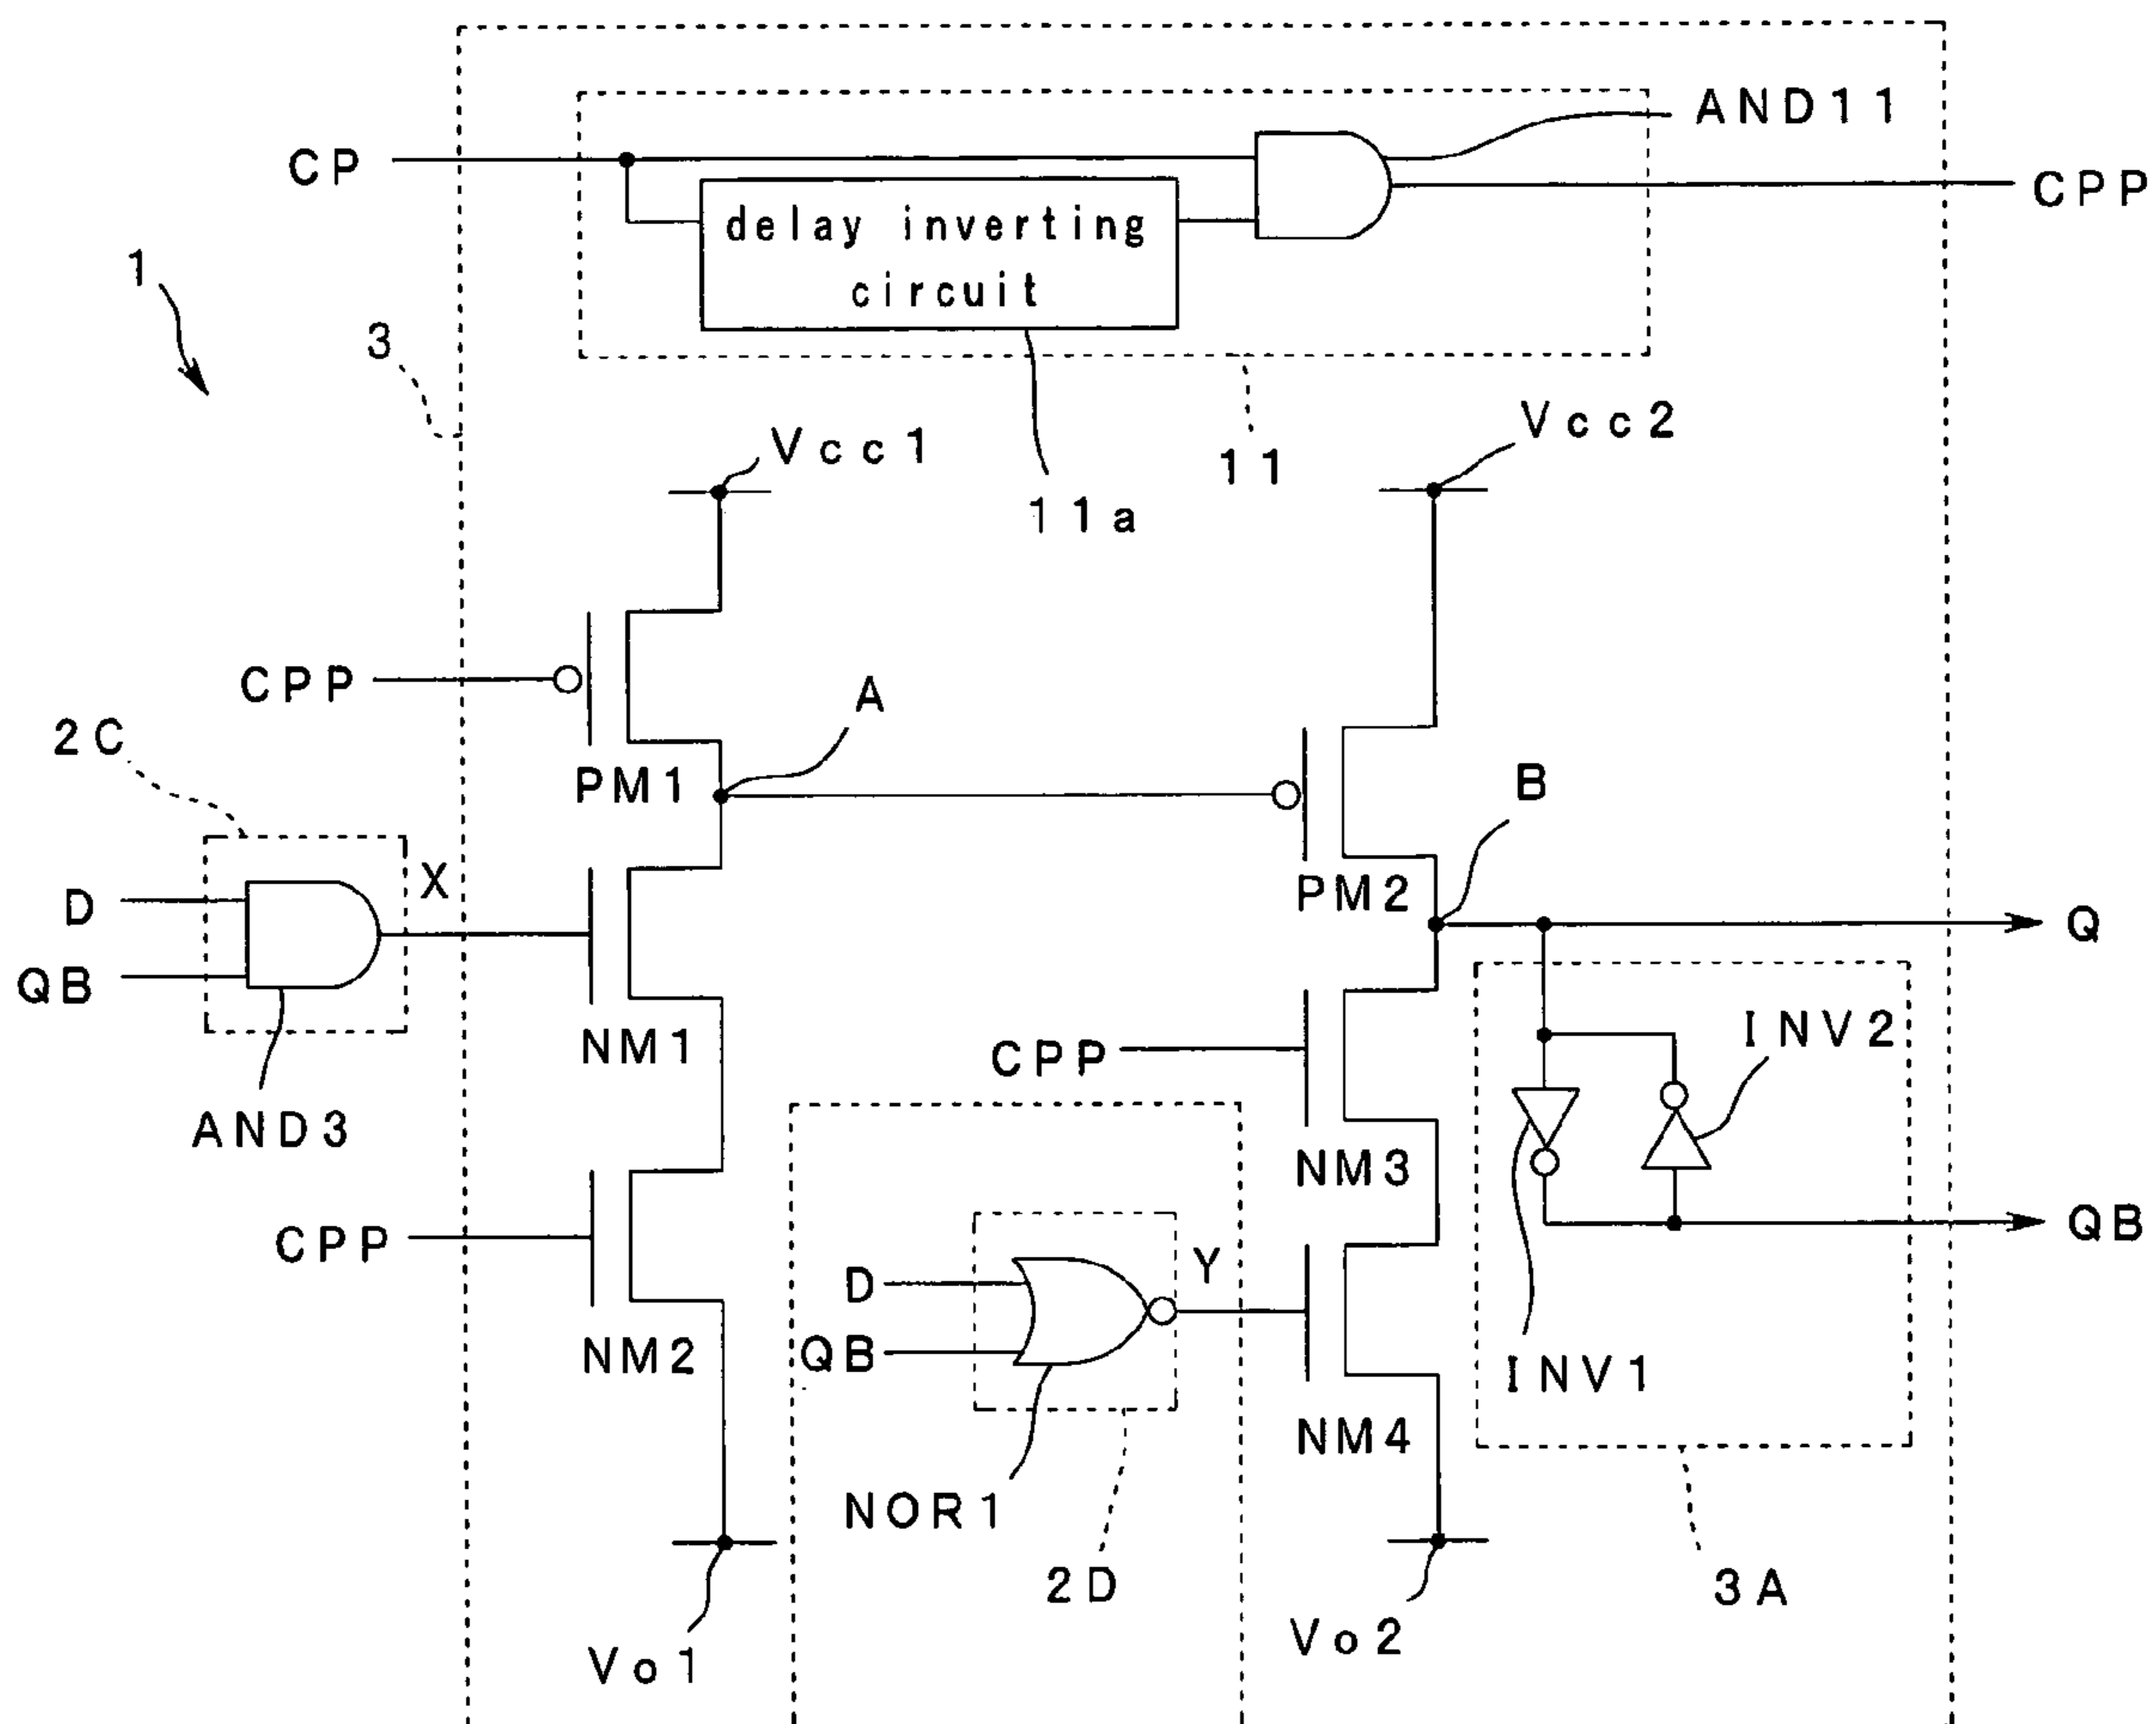 AND11
CP
CPP
delay inverting
circuit
1
3
Vcc1
Vcc2
11
11a
CPP
A
2C
PM1
B
X
PM2
D
Q
QB
NM1
CPP
INV2
AND3
NM3
CPP
QB
Y
D
NM2
QB
INV1
NM4
NOR1
2D
3A
Vo1
Vo2